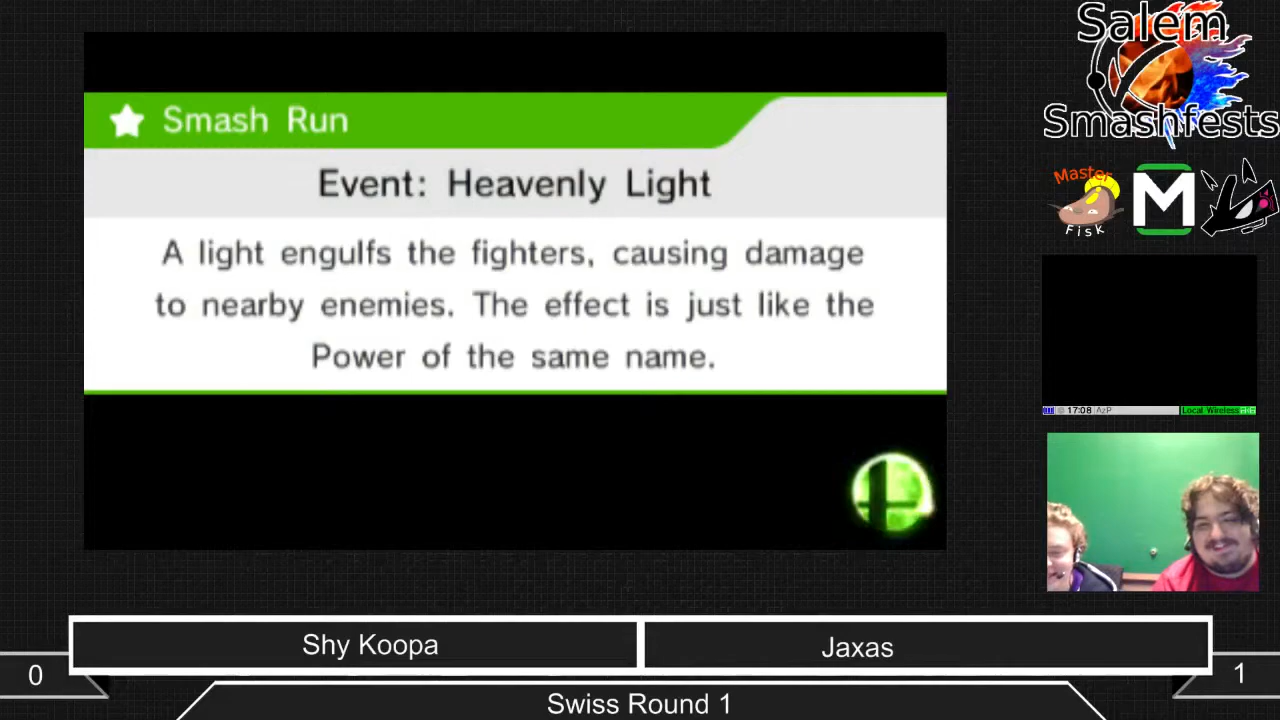 Salem
Smashfests
Smash Run
Event: Heavenly Light
A light engulfs the fighters, causing damage
to nearby enemies. The effect is just like the
Power of the same name.
Master
M
Fisk
17:08 AzP
Local Wireless
Shy Koopa
Jaxas
0
1
Swiss Round 1